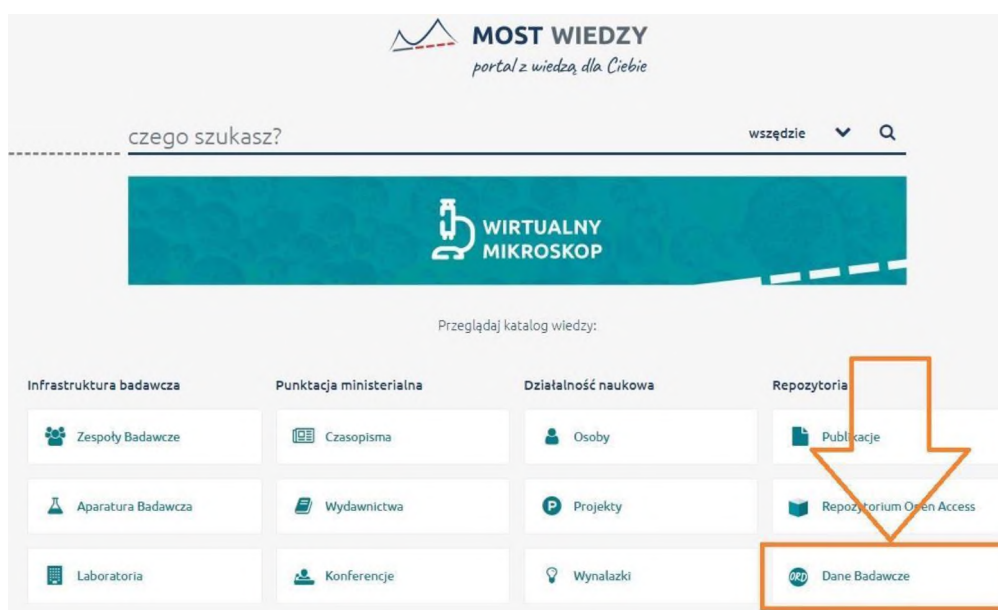 MOST WIEDZY
portal z wiedzą dla Ciebie
czego szukasz?
wszędzie
WIRTUALNY
MIKROSKOP
Przeglądaj katalog wiedzy:
Infrastruktura badawcza
Punktacja ministerialna
Działalność naukowa
Repozytoria
Zespoły Badawcze
Czasopisma
Osoby
Publikacje
Aparatura Badawcza
Wydawnictwa
Projekty
Repozytorium Open Access
Laboratoria
Konferencje
Wynalazki
ORD
Dane Badawcze